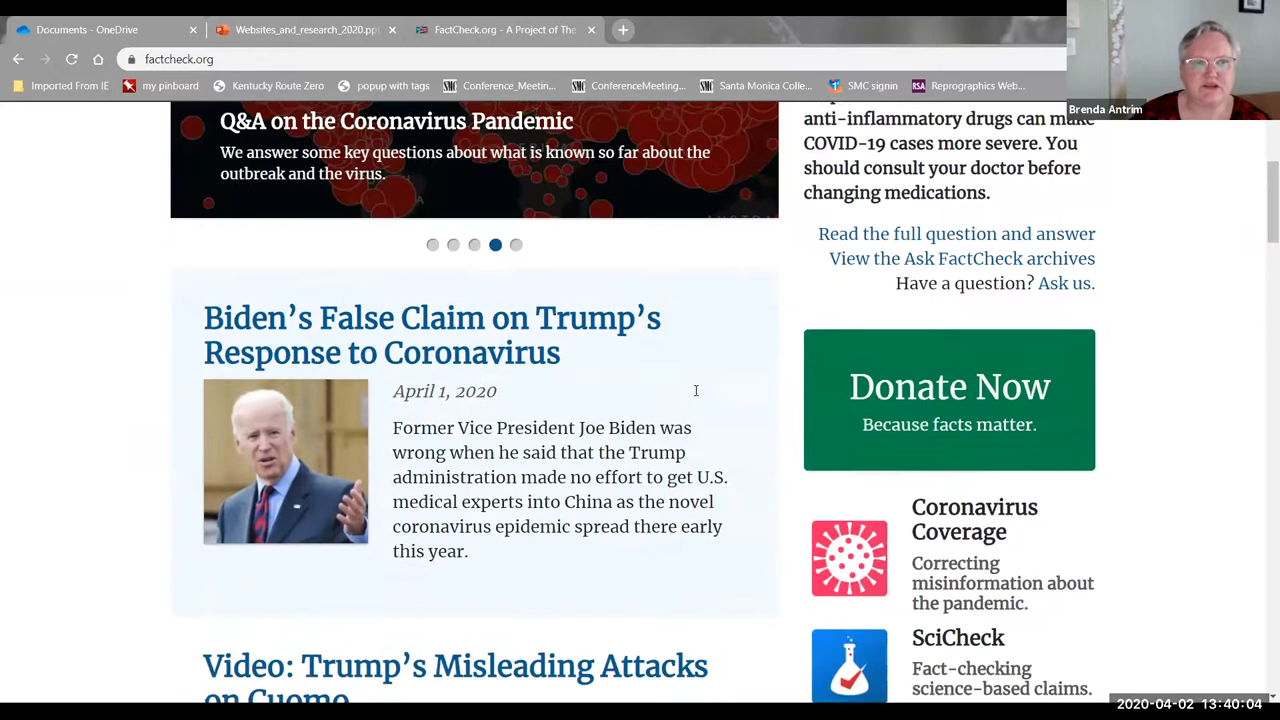 Documents - OneDrive
Websites_and_research_2020.pp
FactCheck.org - A Project of The
factcheck.org
Imported From IE
my pinboard
Kentucky Route Zero
popup with tags
Conference_Meetin...
ConferenceMeeting...
Santa Monica Colle...
SMC signin
Reprographics Web...
Brenda Antrim
Q&A on the Coronavirus Pandemic
We answer some key questions about what is known so far about the
outbreak and the virus.
Biden’s False Claim on Trump’s
Response to Coronavirus
April 1, 2020
Former Vice President Joe Biden was
wrong when he said that the Trump
administration made no effort to get U.S.
medical experts into China as the novel
coronavirus epidemic spread there early
this year.
Video: Trump’s Misleading Attacks
on Cuomo
anti-inflammatory drugs can make
COVID-19 cases more severe. You
should consult your doctor before
changing medications.
Read the full question and answer
View the Ask FactCheck archives
Have a question? Ask us.
Donate Now
Because facts matter.
Coronavirus
Coverage
Correcting
misinformation about
the pandemic.
SciCheck
Fact-checking
science-based claims.
2020-04-02 13:40:04